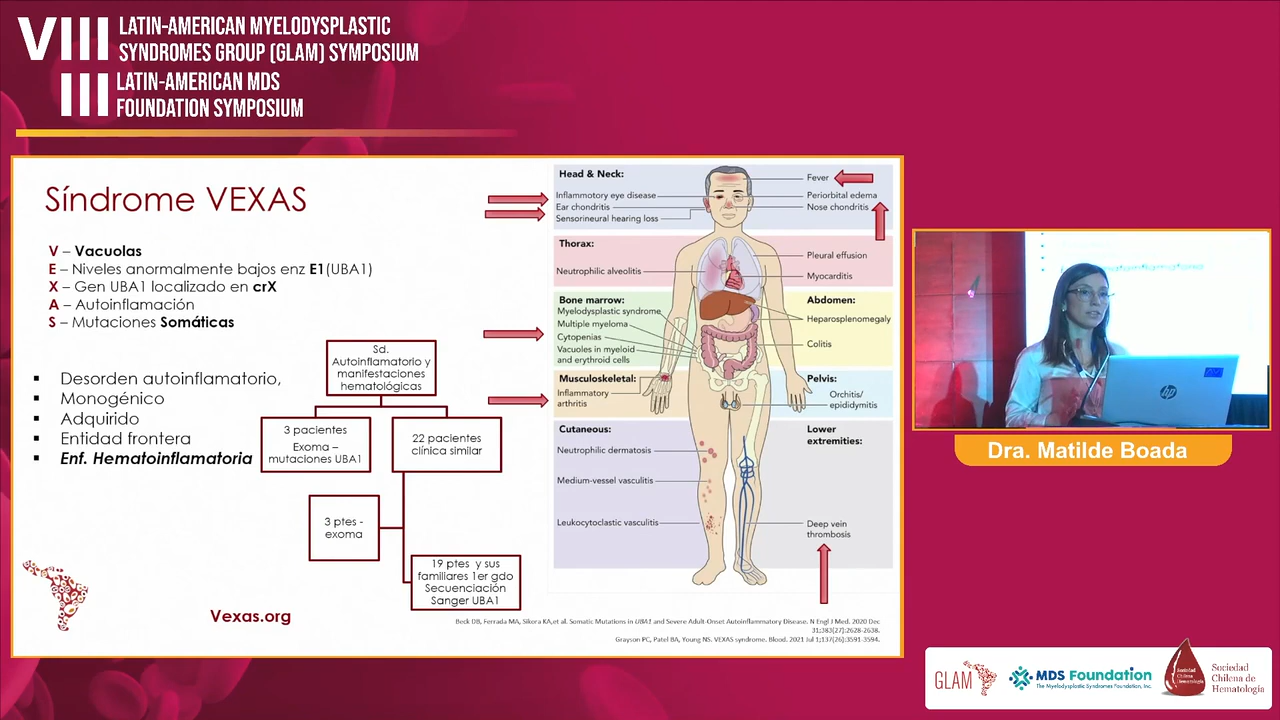 VIII
LATIN-AMERICAN MYELODYSPLASTIC
SYNDROMES GROUP (GLAM) SYMPOSIUM
III
LATIN-AMERICAN MDS
FOUNDATION SYMPOSIUM
Síndrome VEXAS
V – Vacuolas
E – Niveles anormalmente bajos enz E1(UBA1)
X – Gen UBA1 localizado en crX
A – Autoinflamación
S – Mutaciones Somáticas
▪ Desorden autoinflamatorio,
▪ Monogénico
▪ Adquirido
▪ Entidad frontera
▪ Enf. Hematoinflamatoria
Sd.
Autoinflamatorio y
manifestaciones
hematológicas
3 pacientes
Exoma –
mutaciones UBA1
22 pacientes
clínica similar
3 ptes -
exoma
19 ptes y sus
familiares 1er gdo
Secuenciación
Sanger UBA1
Vexas.org
Head & Neck:
Inflammotory eye disease
Ear chondritis
Sensorineural hearing loss
Fever
Periorbital edema
Nose chondritis
Thorax:
Neutrophilic alveolitis
Pleural effusion
Myocarditis
Bone marrow:
Myelodysplastic syndrome
Multiple myeloma
Cytopenias
Vacuoles in myeloid
and erythroid cells
Abdomen:
Heparosplenomegaly
Colitis
Musculoskeletal:
Inflammatory
arthritis
Pelvis:
Orchitis/
epididymitis
Cutaneous:
Neutrophilic dermatosis
Medium-vessel vasculitis
Leukocytoclastic vasculitis
Lower
extremities:
Deep vein
thrombosis
Beck DB, Ferrada MA, Sikora KA,et al. Somatic Mutations in UBA1 and Severe Adult-Onset Autoinflammatory Disease. N Engl J Med. 2020 Dec
31;383(27):2628-2638.
Grayson PC, Patel BA, Young NS. VEXAS syndrome. Blood. 2021 Jul 1;137(26):3591-3594.
hp
Dra. Matilde Boada
GLAM
MDS Foundation
The Myelodysplastic Syndromes Foundation, Inc.
Sociedad
Chilena de
Hematología
Sociedad
Chilena de
Hematología